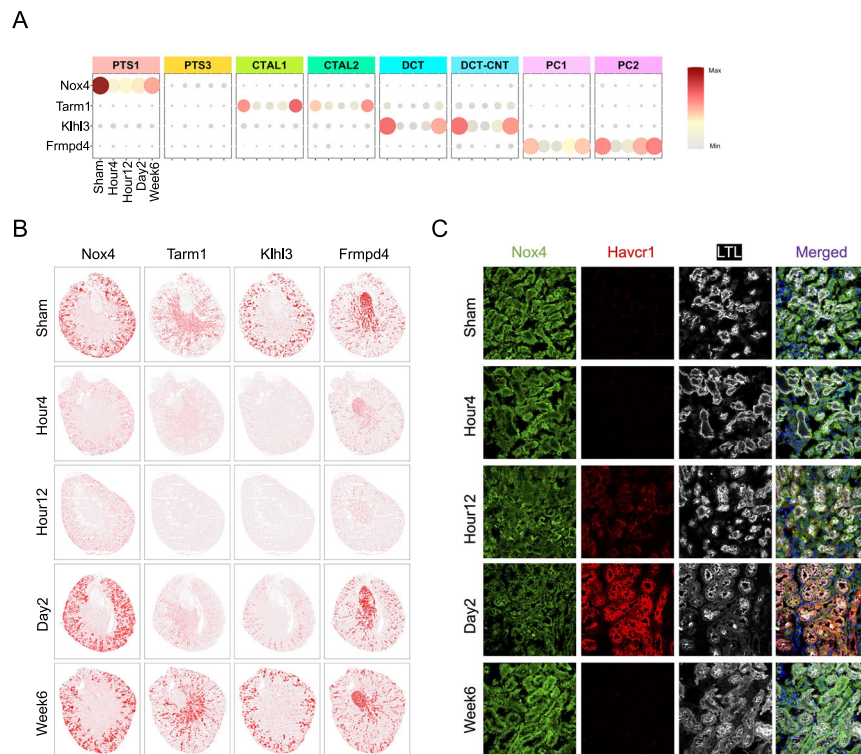 A
PTS1 PTS3 CTAL1 CTAL2 DCT DCT-CNT PC1 PC2
Nox4
Tarm1
Klhl3
Frmpd4
Sham Hour4 Hour12 Day2 Week6
Max
Min
B
Nox4 Tarm1 Klhl3 Frmpd4
Sham
Hour4
Hour12
Day2
Week6
C
Nox4 Havcr1 LTL Merged
Sham
Hour4
Hour12
Day2
Week6